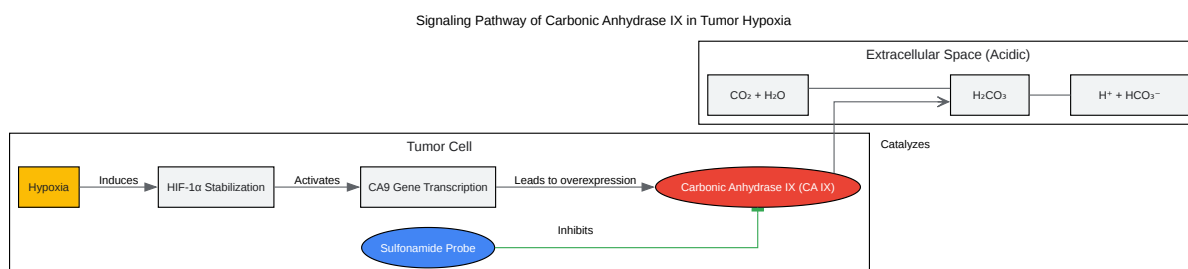 Signaling Pathway of Carbonic Anhydrase IX in Tumor Hypoxia
Extracellular Space (Acidic)
CO₂ + H₂O
H₂CO₃
H⁺ + HCO₃⁻
Catalyzes
Tumor Cell
Hypoxia
Induces
HIF-1α Stabilization
Activates
CA9 Gene Transcription
Leads to overexpression
Carbonic Anhydrase IX (CA IX)
Sulfonamide Probe
Inhibits